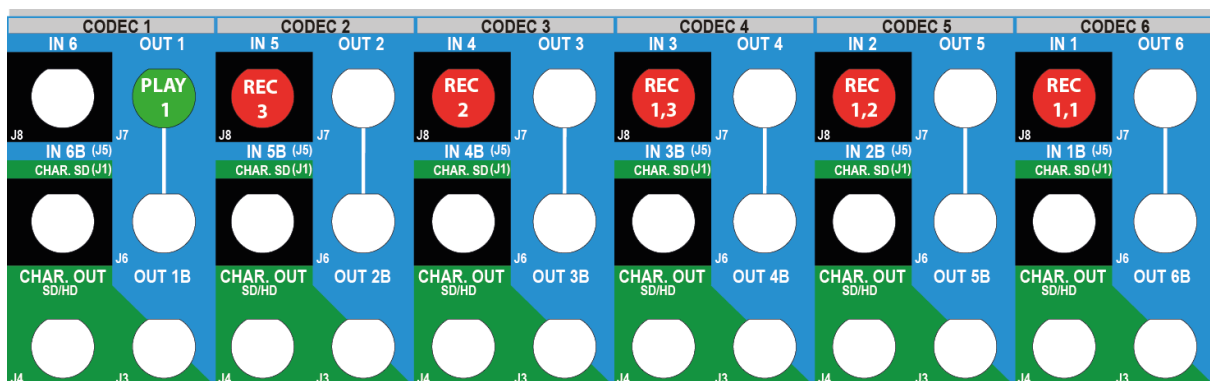 CODEC 1 CODEC 2 CODEC 3 CODEC 4 CODEC 5 CODEC 6
IN 6 OUT 1 IN 5 OUT 2 IN 4 OUT 3 IN 3 OUT 4 IN 2 OUT 5 IN 1 OUT 6
PLAY REC REC REC REC REC
1 3 2 1,3 1,2 1,1
J8 J7 J8 J7 J8 J7 J8 J7 J8 J7 J8 J7
IN 6B (J5) IN 5B (J5) IN 4B (J5) IN 3B (J5) IN 2B (J5) IN 1B (J5)
CHAR. SD (J1) CHAR. SD (J1) CHAR. SD (J1) CHAR. SD (J1) CHAR. SD (J1) CHAR. SD (J1)
J6 J6 J6 J6 J6 J6
CHAR. OUT OUT 1B CHAR. OUT OUT 2B CHAR. OUT OUT 3B CHAR. OUT OUT 4B CHAR. OUT OUT 5B CHAR. OUT OUT 6B
SD/HD SD/HD SD/HD SD/HD SD/HD SD/HD
J4 J3 J4 J3 J4 J3 J4 J3 J4 J3 J4 J3